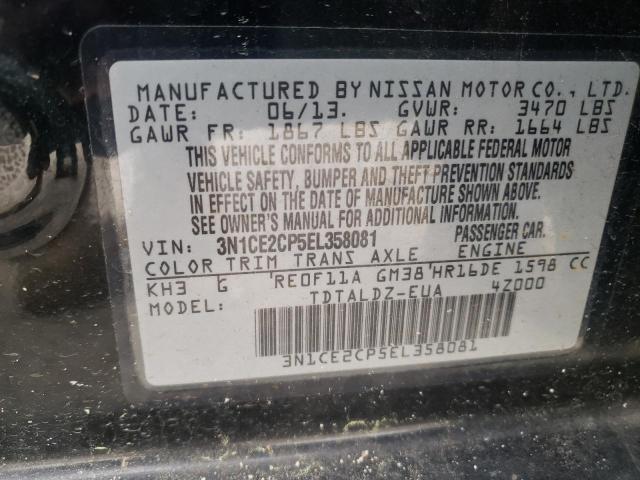 MANUFACTURED BY NISSAN MOTOR CO., LTD.
DATE: 06/13. GVWR: 3470 LBS
GAWR FR: 1867 LBS GAWR RR: 1664 LBS
THIS VEHICLE CONFORMS TO ALL APPLICABLE FEDERAL MOTOR
VEHICLE SAFETY, BUMPER AND THEFT PREVENTION STANDARDS
IN EFFECT ON THE DATE OF MANUFACTURE SHOWN ABOVE.
SEE OWNER'S MANUAL FOR ADDITIONAL INFORMATION.
VIN: 3N1CE2CP5EL358081 PASSENGER CAR.
COLOR TRIM TRANS AXLE ENGINE
KH3 G 'RE0F11A GM38'HR16DE 1598 CC
MODEL: TDTALDZ-EUA 4Z000
3N1CE2CP5EL358081